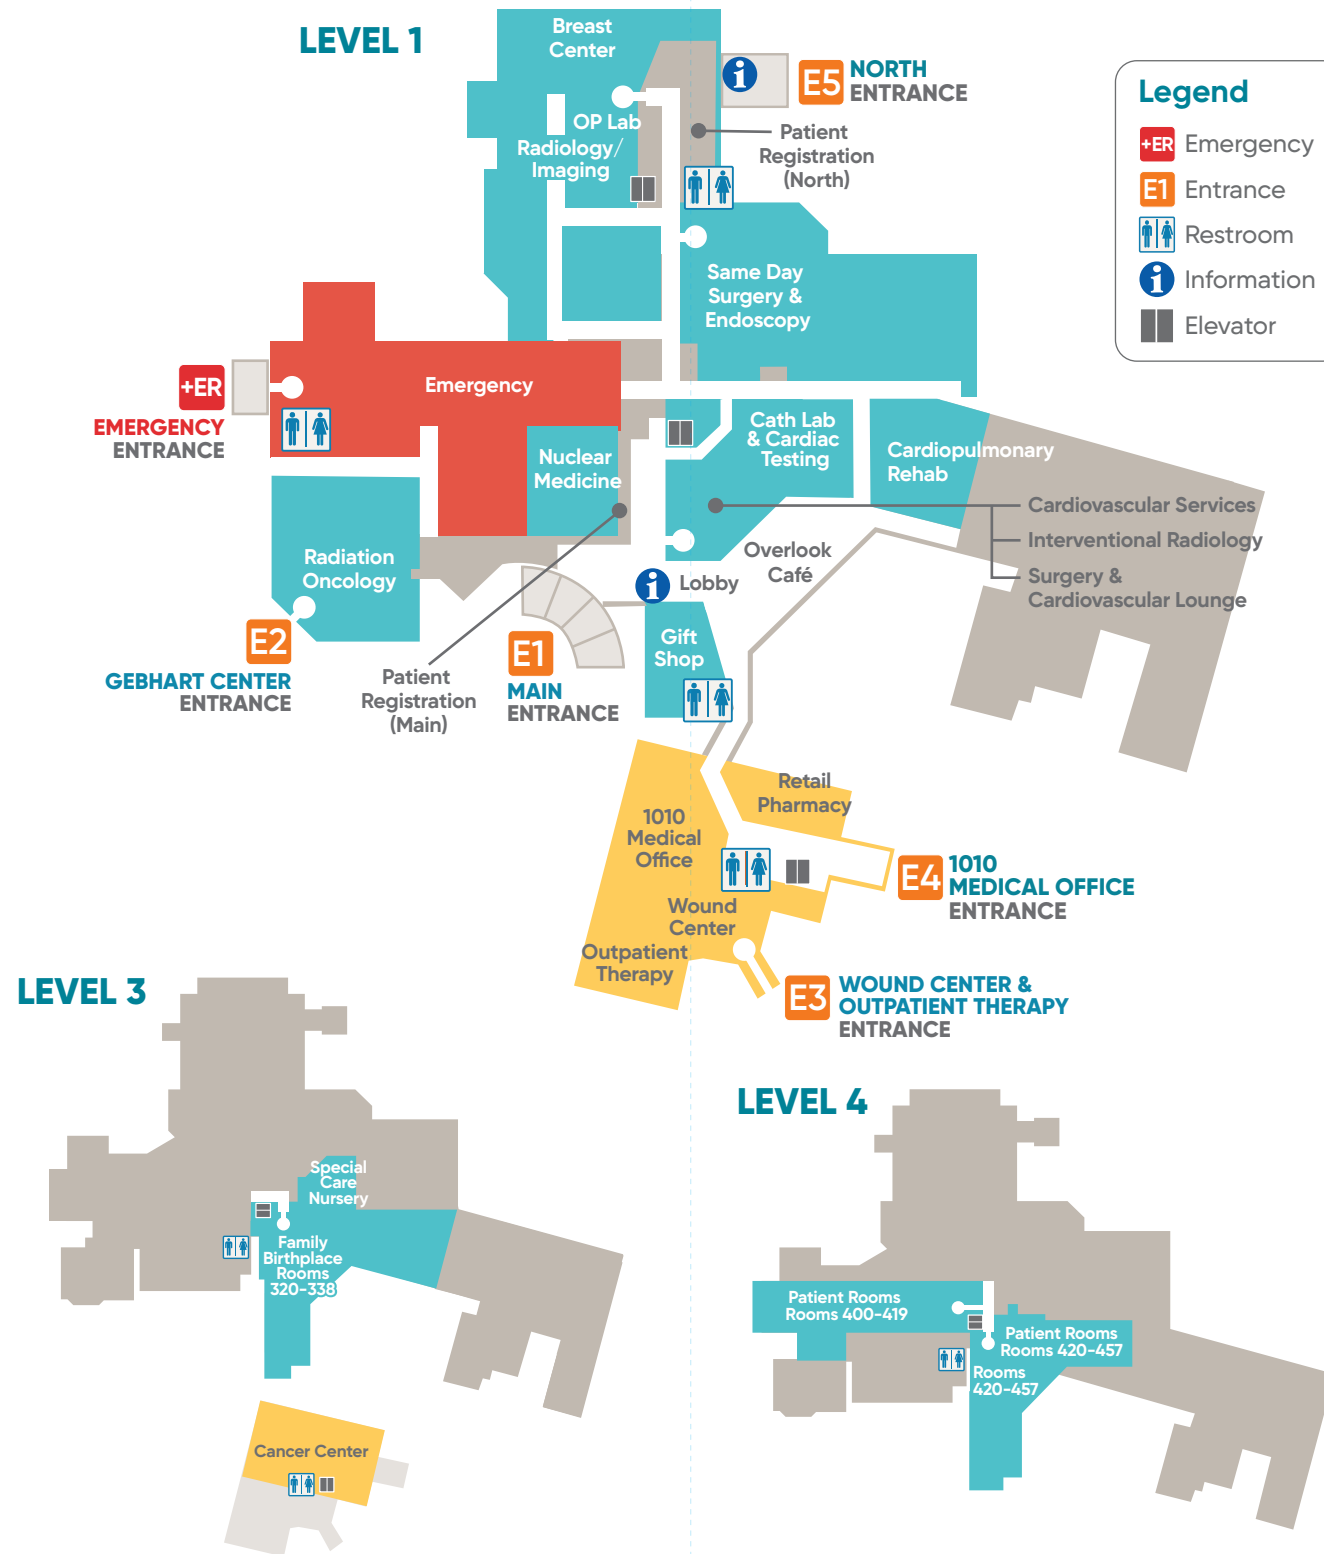 LEVEL 1
Breast
Center
OP Lab
Radiology/
Imaging
E5
NORTH
ENTRANCE
Patient
Registration
(North)
Legend
+ER Emergency
E1 Entrance
Restroom
Information
Elevator
Same Day
Surgery &
Endoscopy
+ER
EMERGENCY
ENTRANCE
Emergency
Nuclear
Medicine
Cath Lab
& Cardiac
Testing
Cardiopulmonary
Rehab
Cardiovascular Services
Interventional Radiology
Surgery &
Cardiovascular Lounge
Radiation
Oncology
Overlook
Café
Lobby
E2
GEBHART CENTER
ENTRANCE
Patient
Registration
(Main)
E1
MAIN
ENTRANCE
Gift
Shop
Retail
Pharmacy
1010
Medical
Office
E4
1010
MEDICAL OFFICE
ENTRANCE
Wound
Center
Outpatient
Therapy
E3
WOUND CENTER &
OUTPATIENT THERAPY
ENTRANCE
LEVEL 3
Special
Care
Nursery
Family
Birthplace
Rooms
320-338
Cancer Center
LEVEL 4
Patient Rooms
Rooms 400-419
Patient Rooms
Rooms 420-457
Rooms
420-457